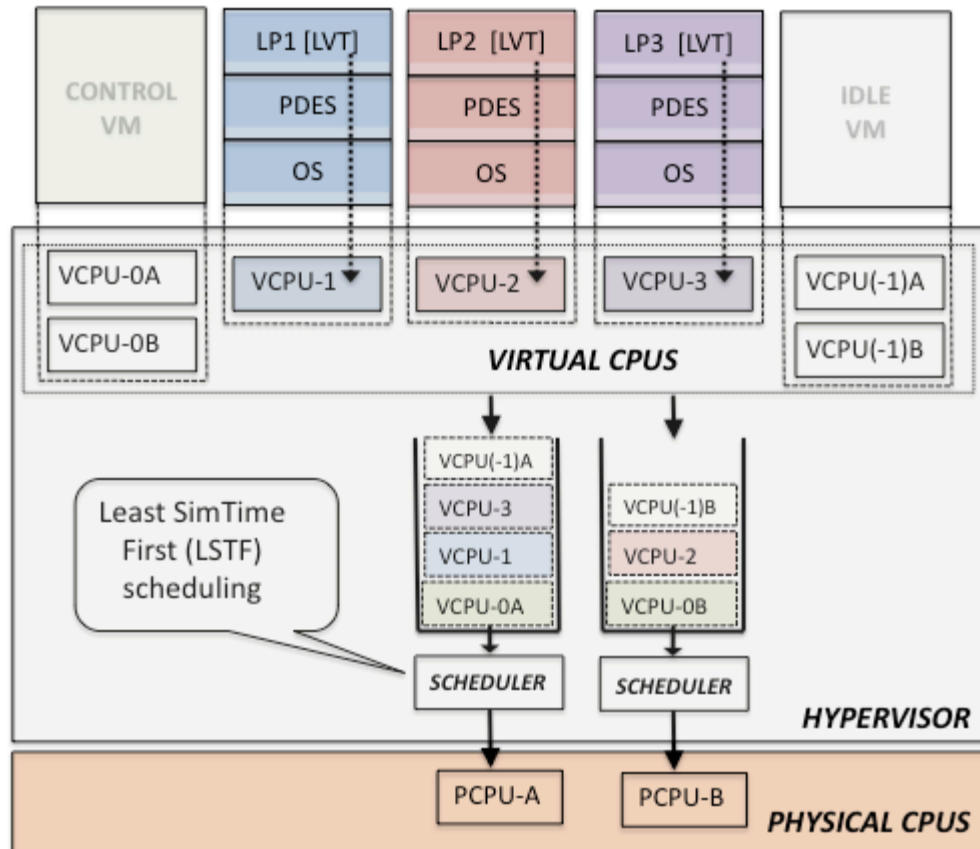 CONTROL
VM
LP1 [LVT]
PDES
OS
LP2 [LVT]
PDES
OS
LP3 [LVT]
PDES
OS
IDLE
VM
VCPU-0A
VCPU-0B
VCPU-1
VCPU-2
VCPU-3
VCPU(-1)A
VCPU(-1)B
VIRTUAL CPUS
Least SimTime
First (LSTF)
scheduling
VCPU(-1)A
VCPU-3
VCPU-1
VCPU-0A
SCHEDULER
VCPU(-1)B
VCPU-2
VCPU-0B
SCHEDULER
HYPERVISOR
PCPU-A
PCPU-B
PHYSICAL CPUS